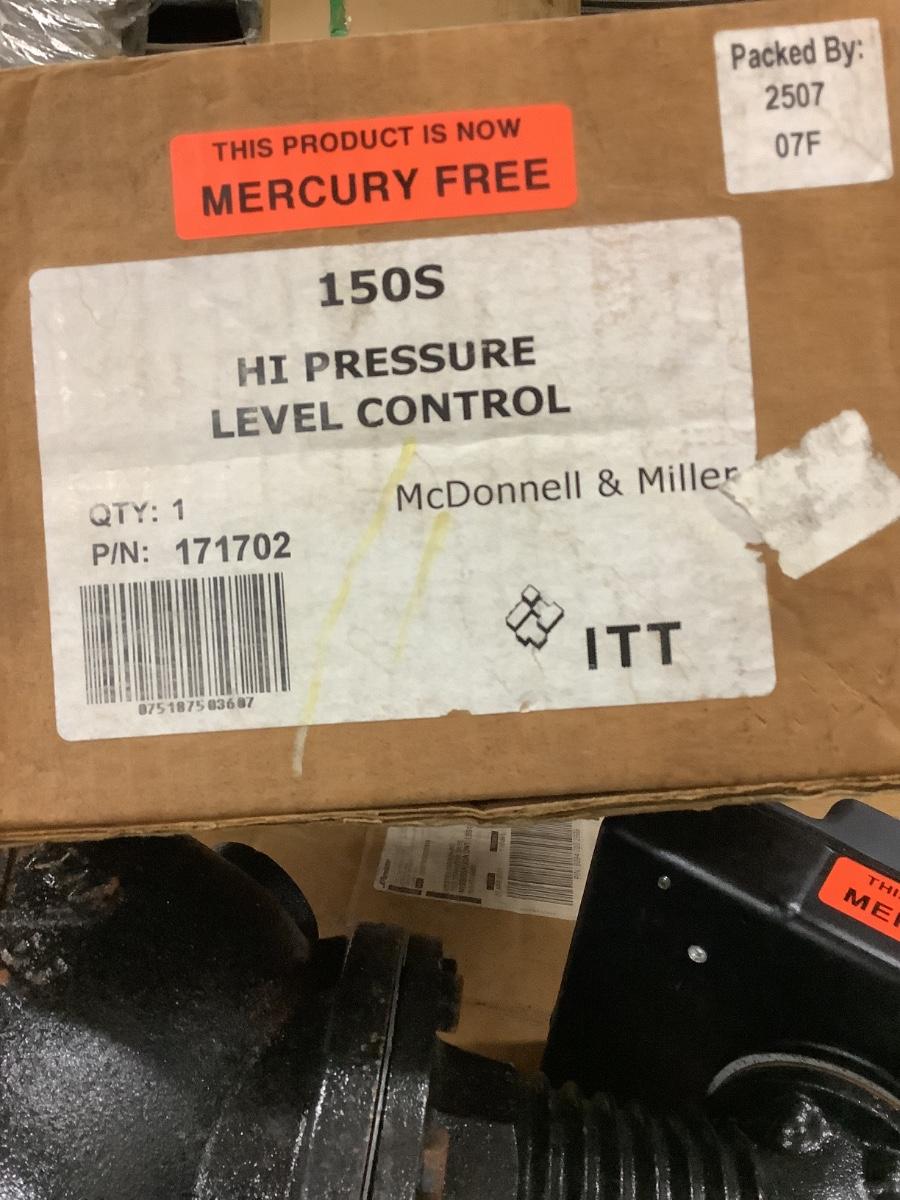 Packed By:
2507
07F
THIS PRODUCT IS NOW
MERCURY FREE
150S
HI PRESSURE
LEVEL CONTROL
McDonnell & Miller
QTY: 1
P/N: 171702
ITT